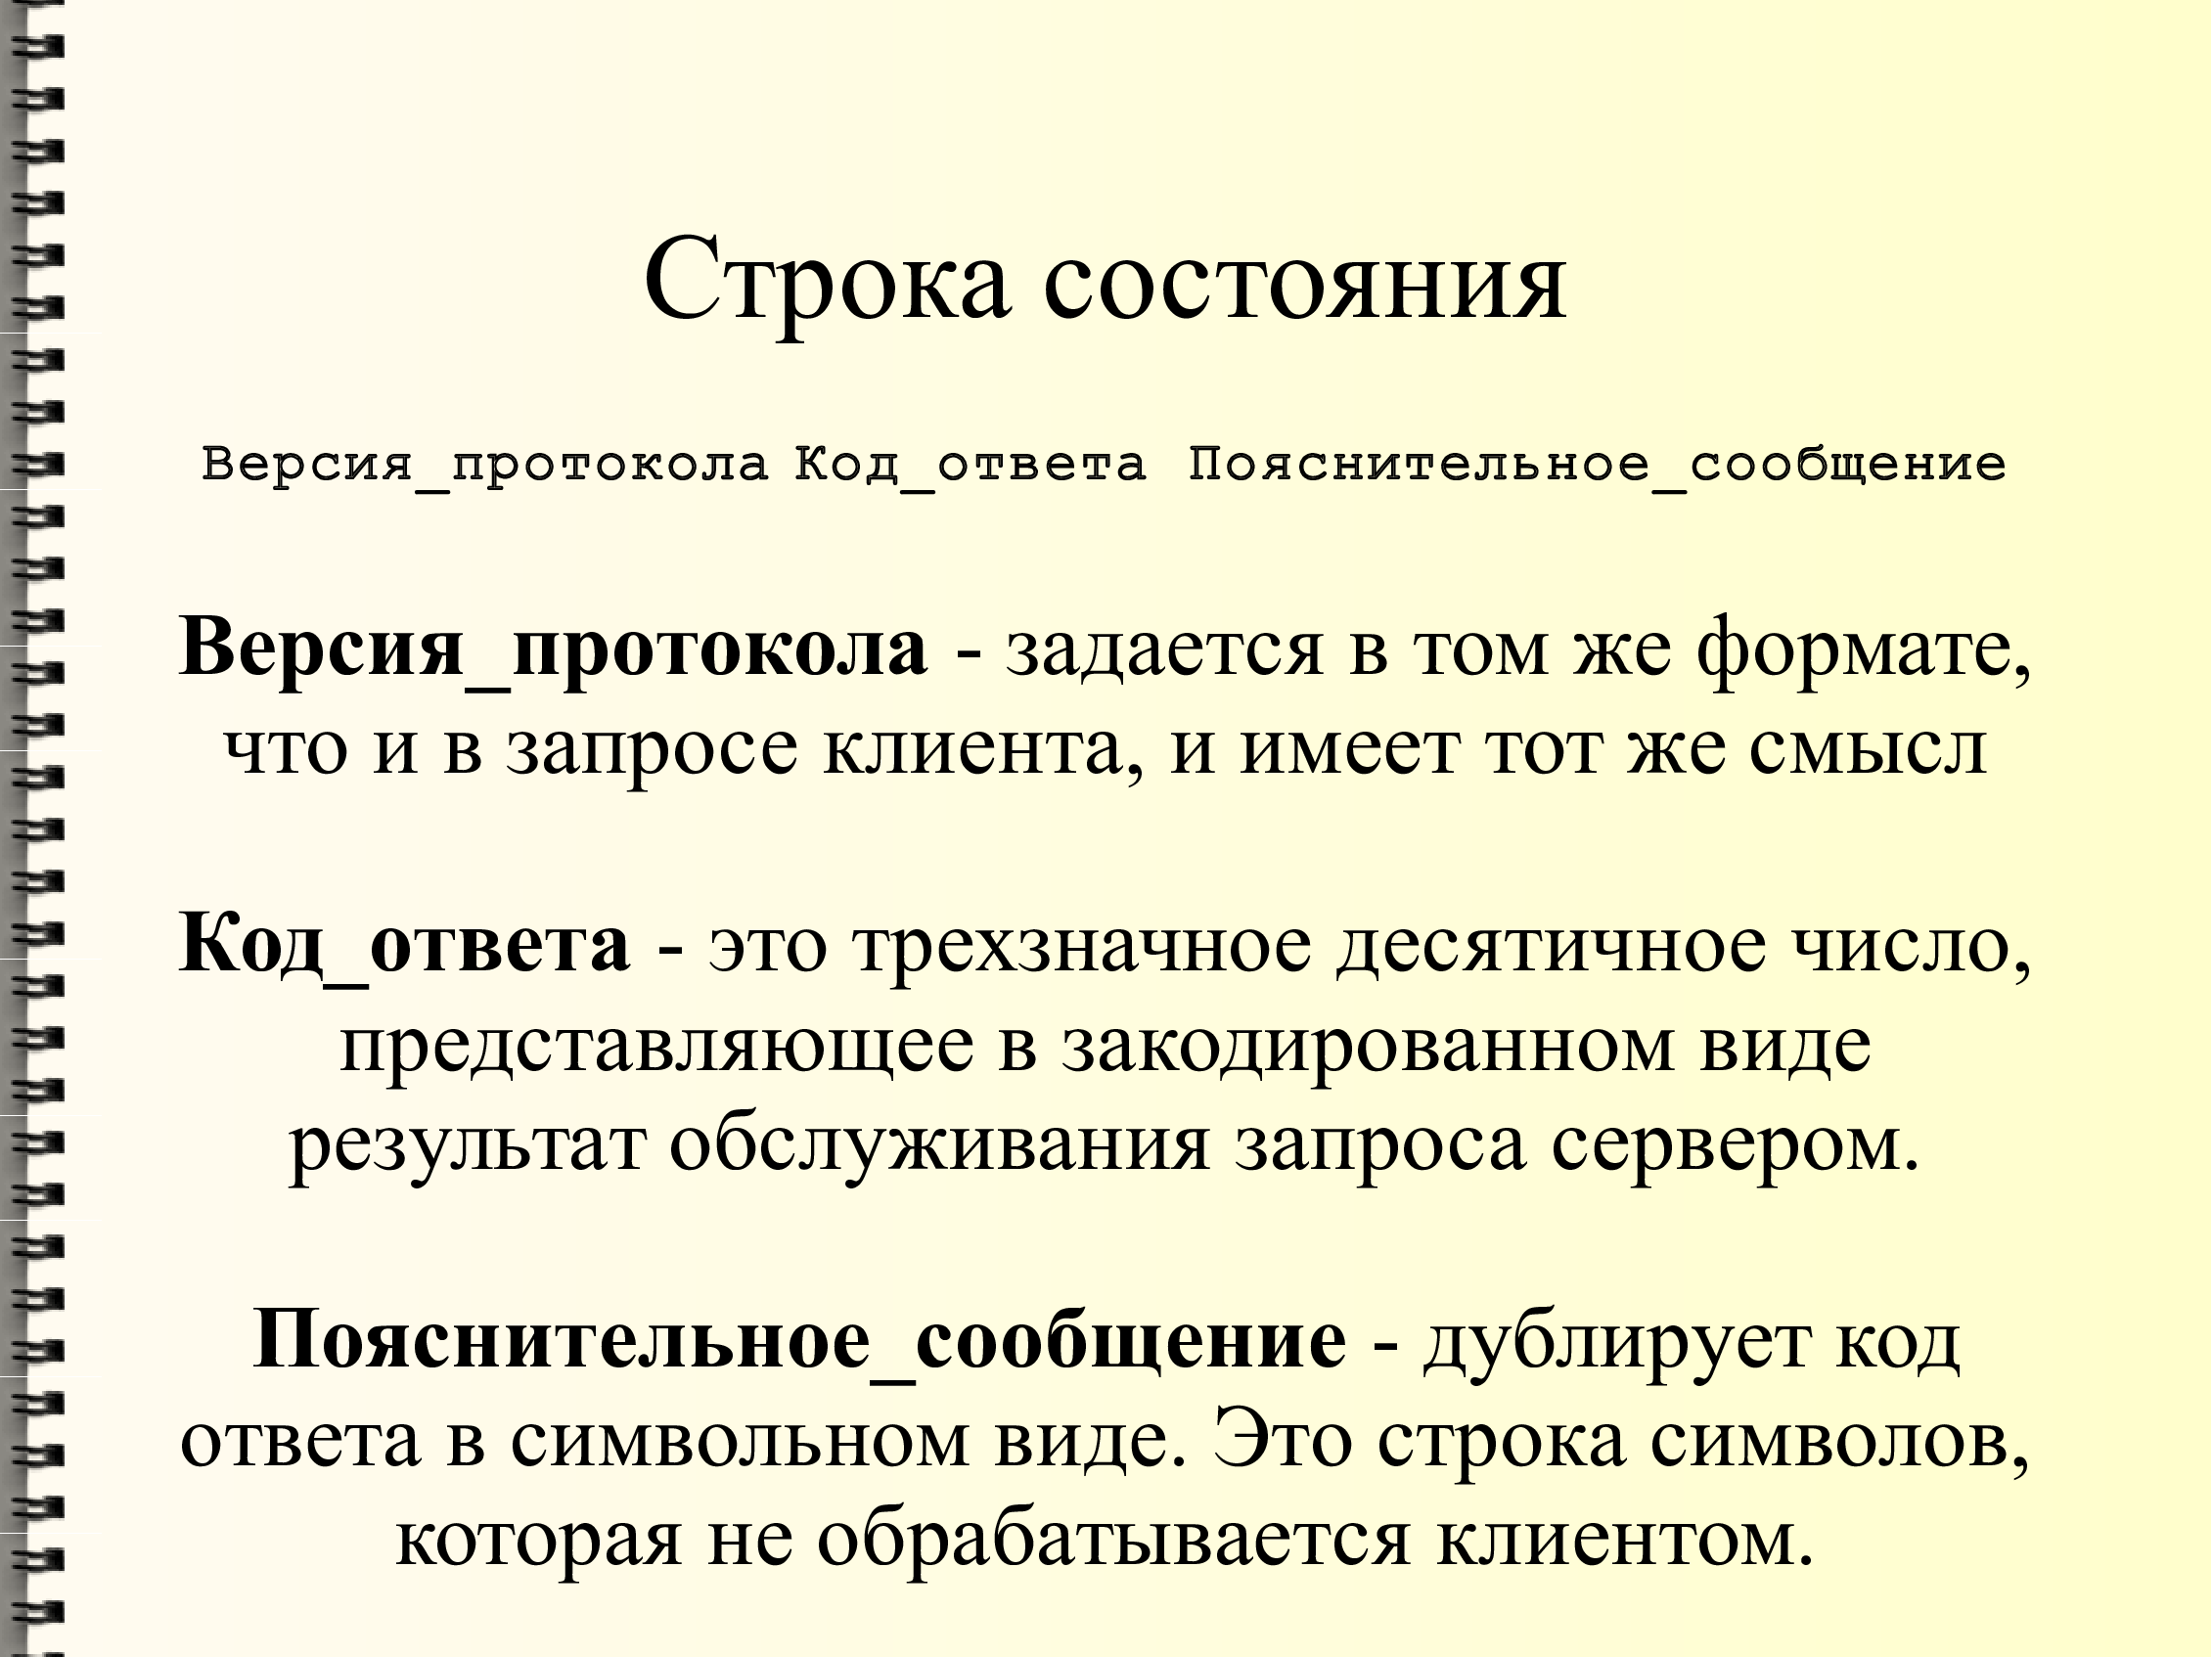 Строка состояния
Версия_протокола Код_ответа Пояснительное_сообщение
Версия_протокола - задается в том же формате,
что и в запросе клиента, и имеет тот же смысл
Код_ответа - это трехзначное десятичное число,
представляющее в закодированном виде
результат обслуживания запроса сервером.
Пояснительное_сообщение - дублирует код
ответа в символьном виде. Это строка символов,
которая не обрабатывается клиентом.